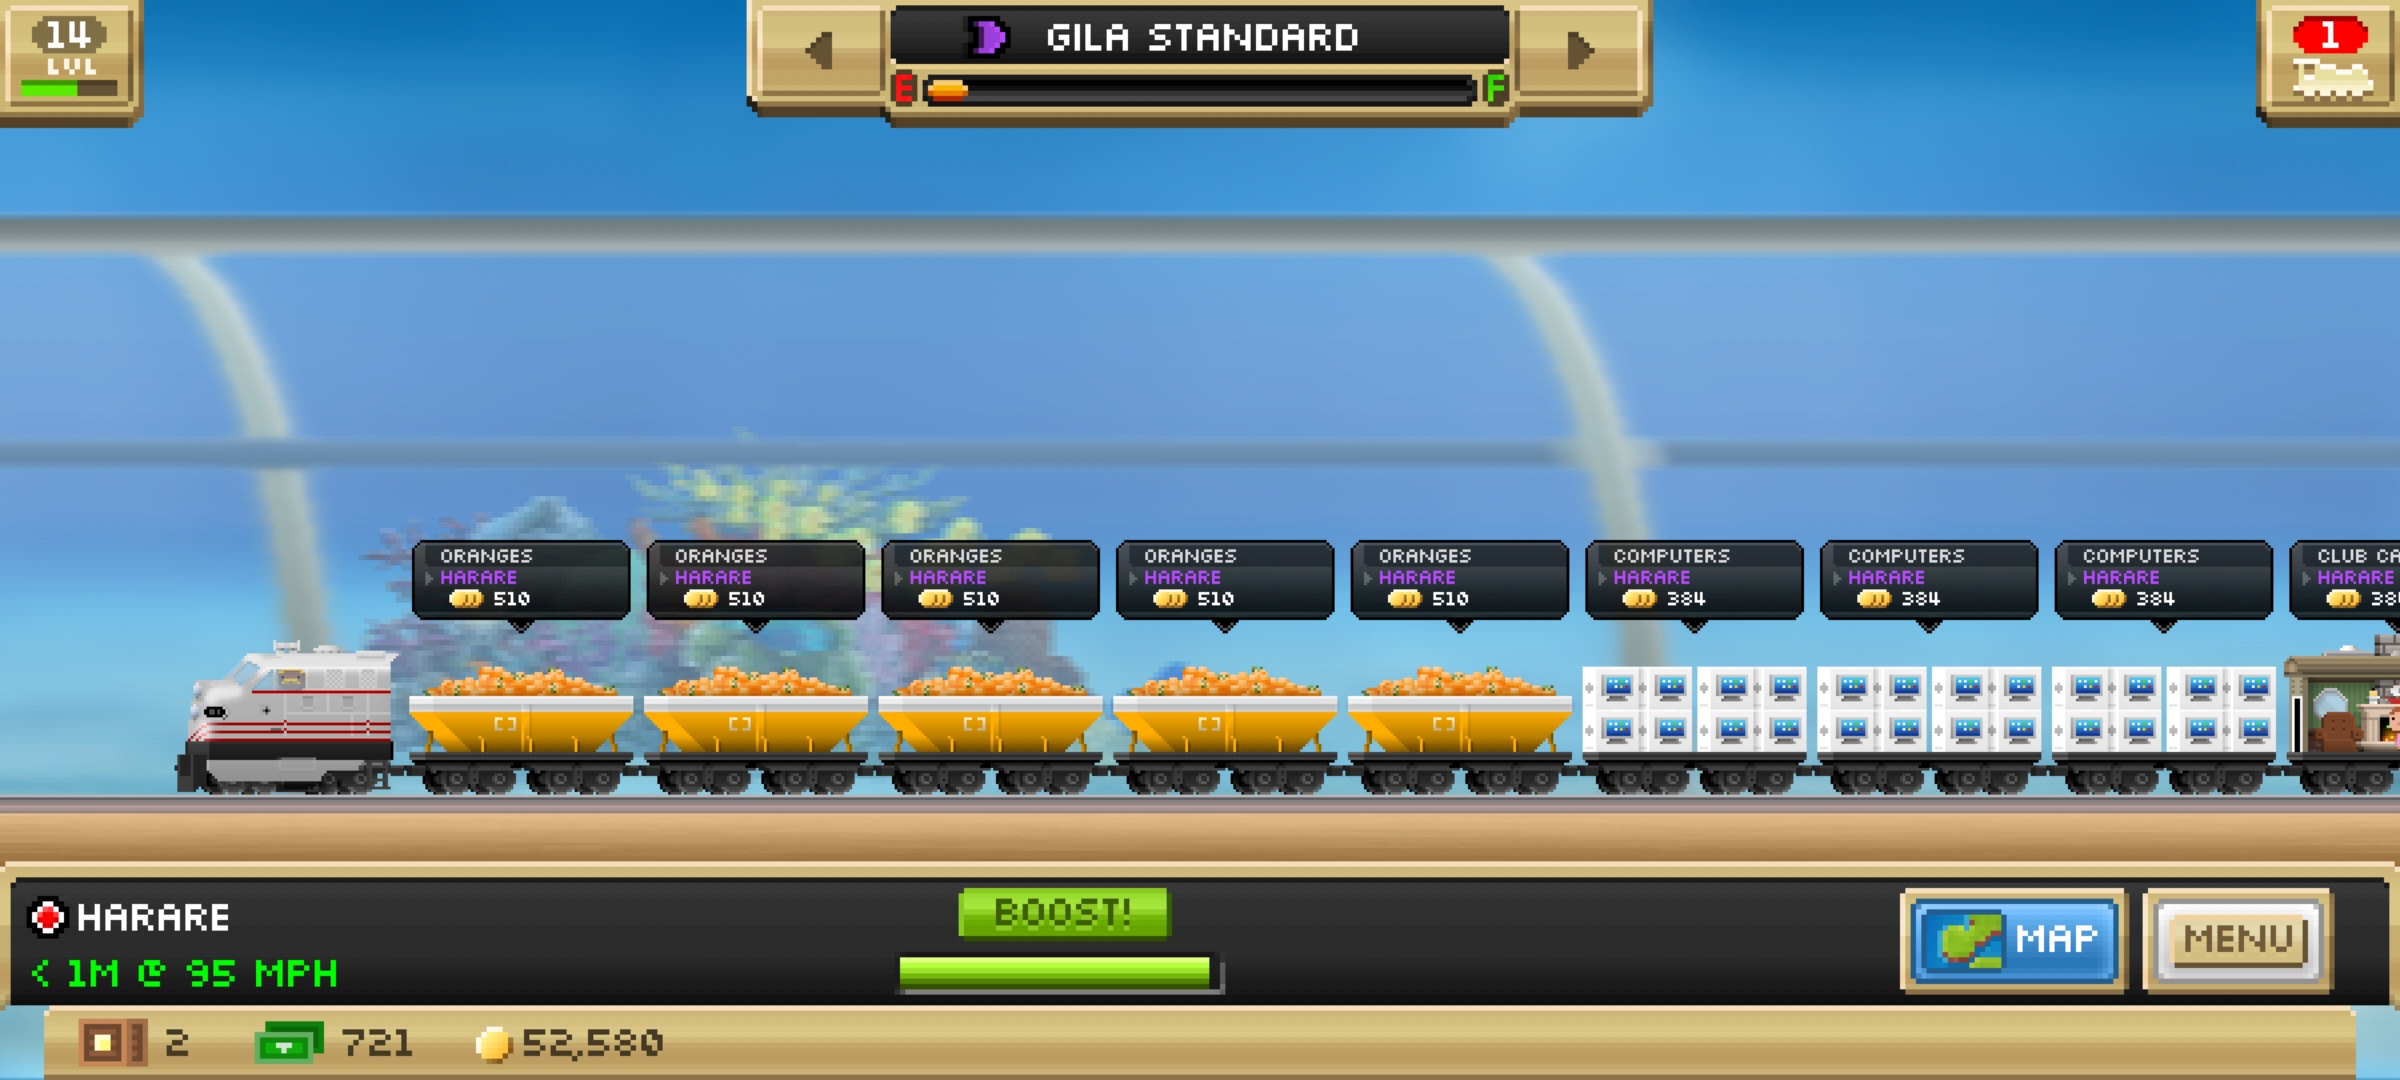 14
LVL
GILA STANDARD
E
F
1
ORANGES
HARARE
510
ORANGES
HARARE
510
ORANGES
HARARE
510
ORANGES
HARARE
510
ORANGES
HARARE
510
COMPUTERS
HARARE
384
COMPUTERS
HARARE
384
COMPUTERS
HARARE
384
CLUB CA
HARARE
HARARE
BOOST!
< 1M @ 95 MPH
MAP
MENU
2
721
52,580